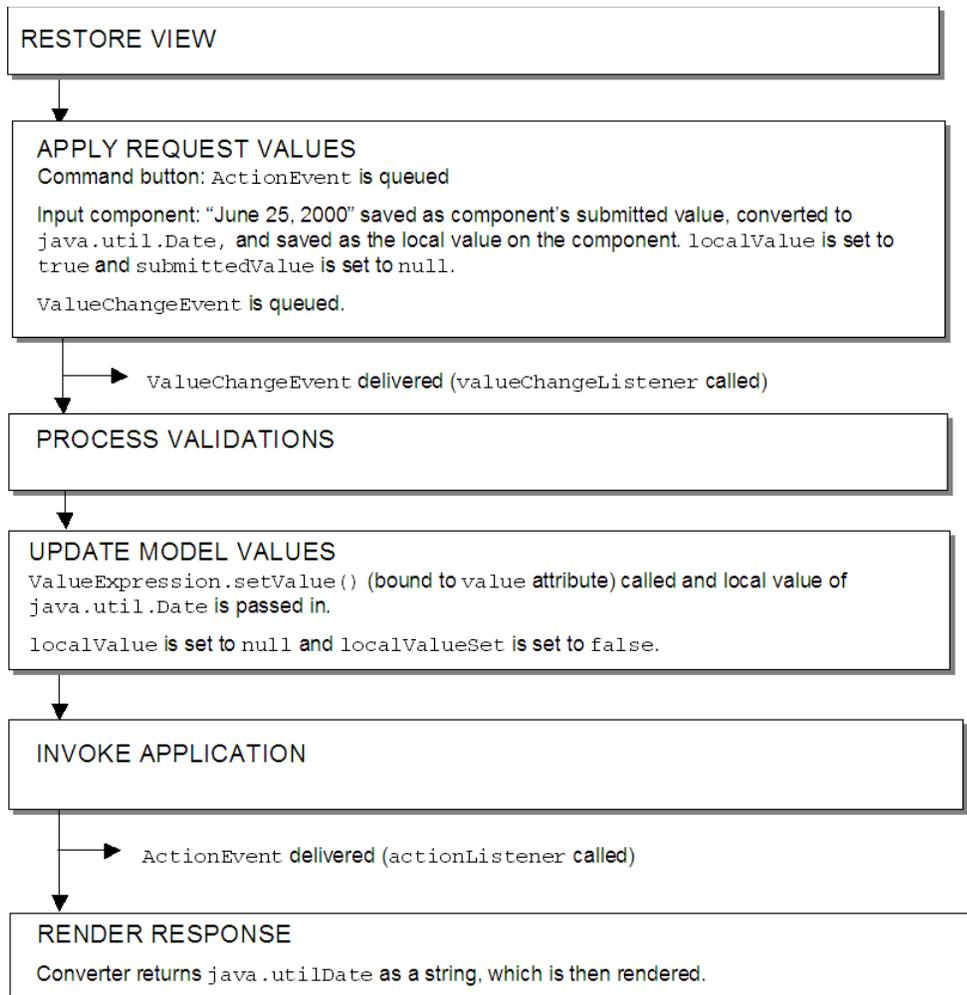 RESTORE VIEW
APPLY REQUEST VALUES
Command button: ActionEvent is queued
Input component: “June 25, 2000” saved as component’s submitted value, converted to
java.util.Date, and saved as the local value on the component. localValue is set to
true and submittedValue is set to null.
ValueChangeEvent is queued.
ValueChangeEvent delivered (valueChangeListener called)
PROCESS VALIDATIONS
UPDATE MODEL VALUES
ValueExpression.setValue() (bound to value attribute) called and local value of
java.util.Date is passed in.
localValue is set to null and localValueSet is set to false.
INVOKE APPLICATION
ActionEvent delivered (actionListener called)
RENDER RESPONSE
Converter returns java.utilDate as a string, which is then rendered.